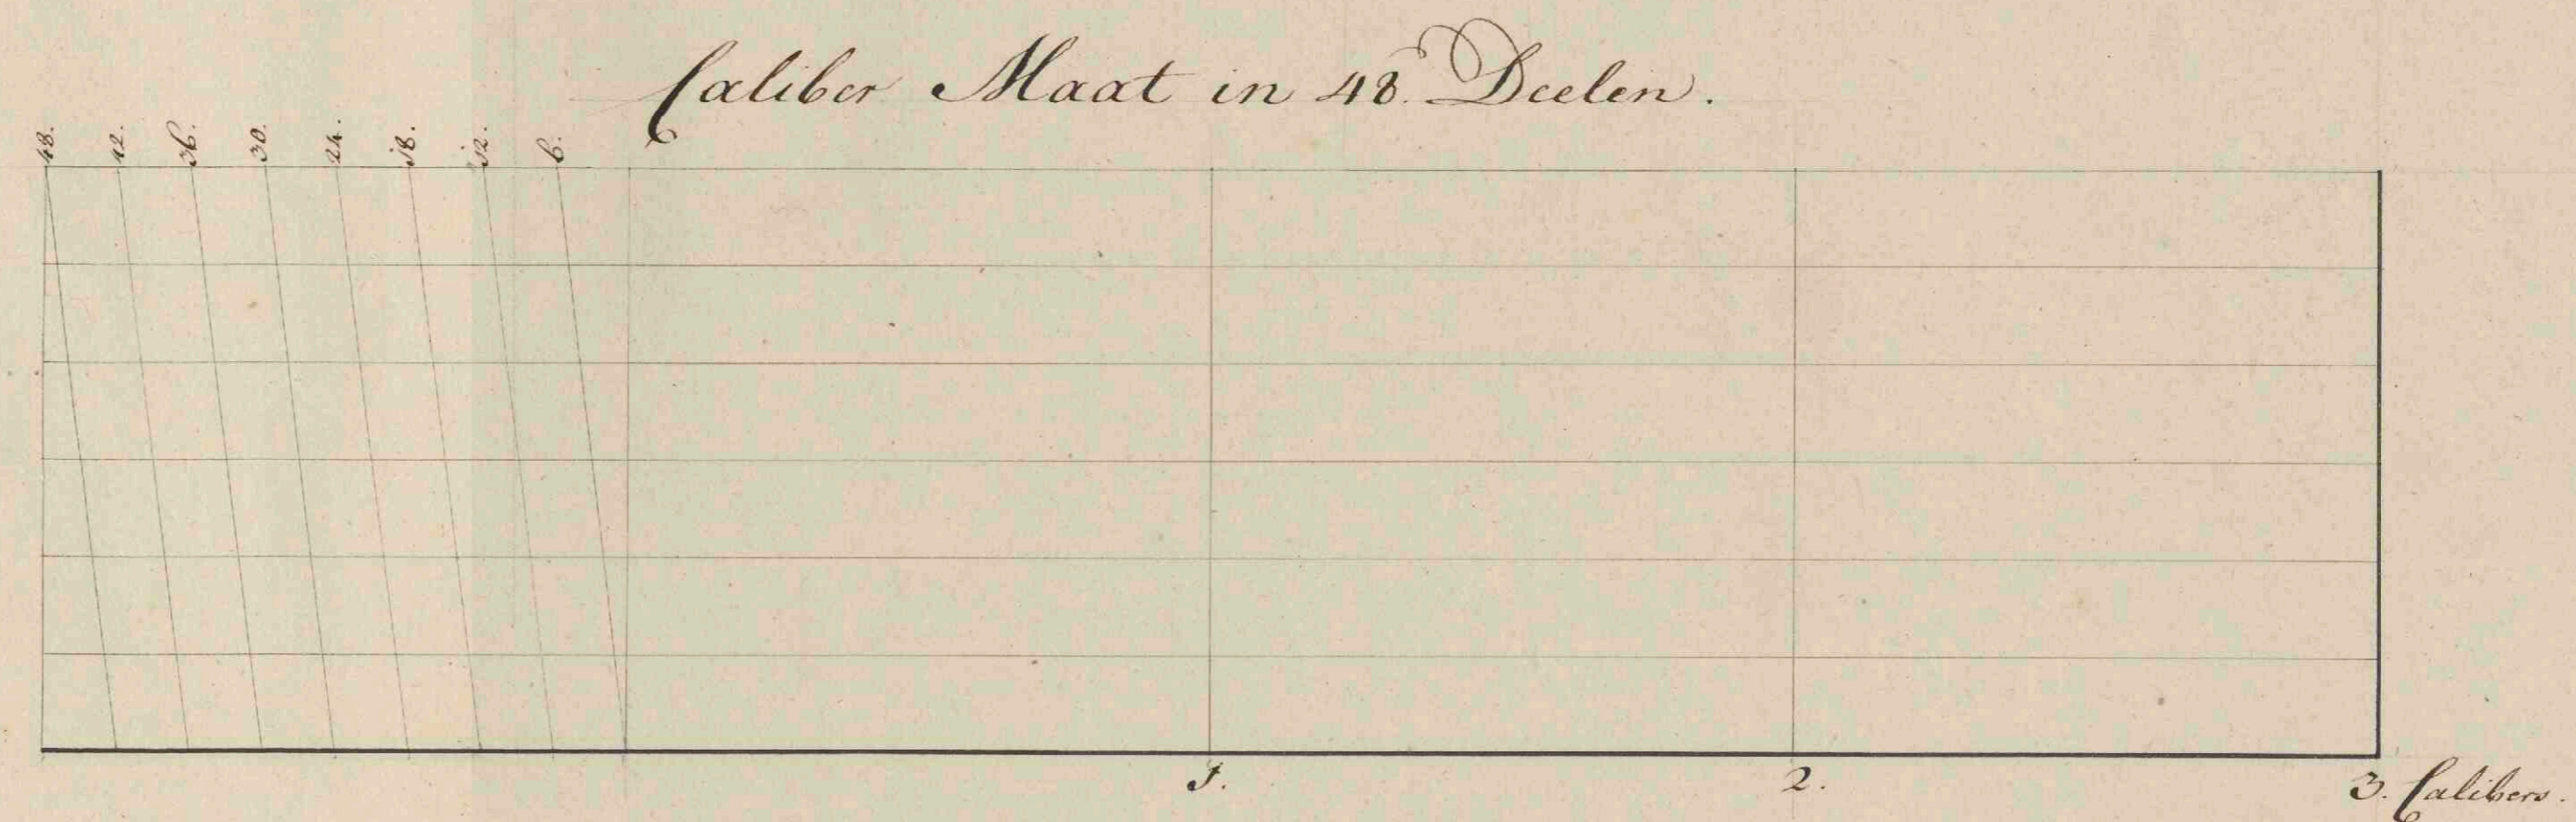 Caliber Maat in 48. Deelen.
48. 42. 36. 30. 24. 18. 12. 6.
1. 2. 3. Calibers.